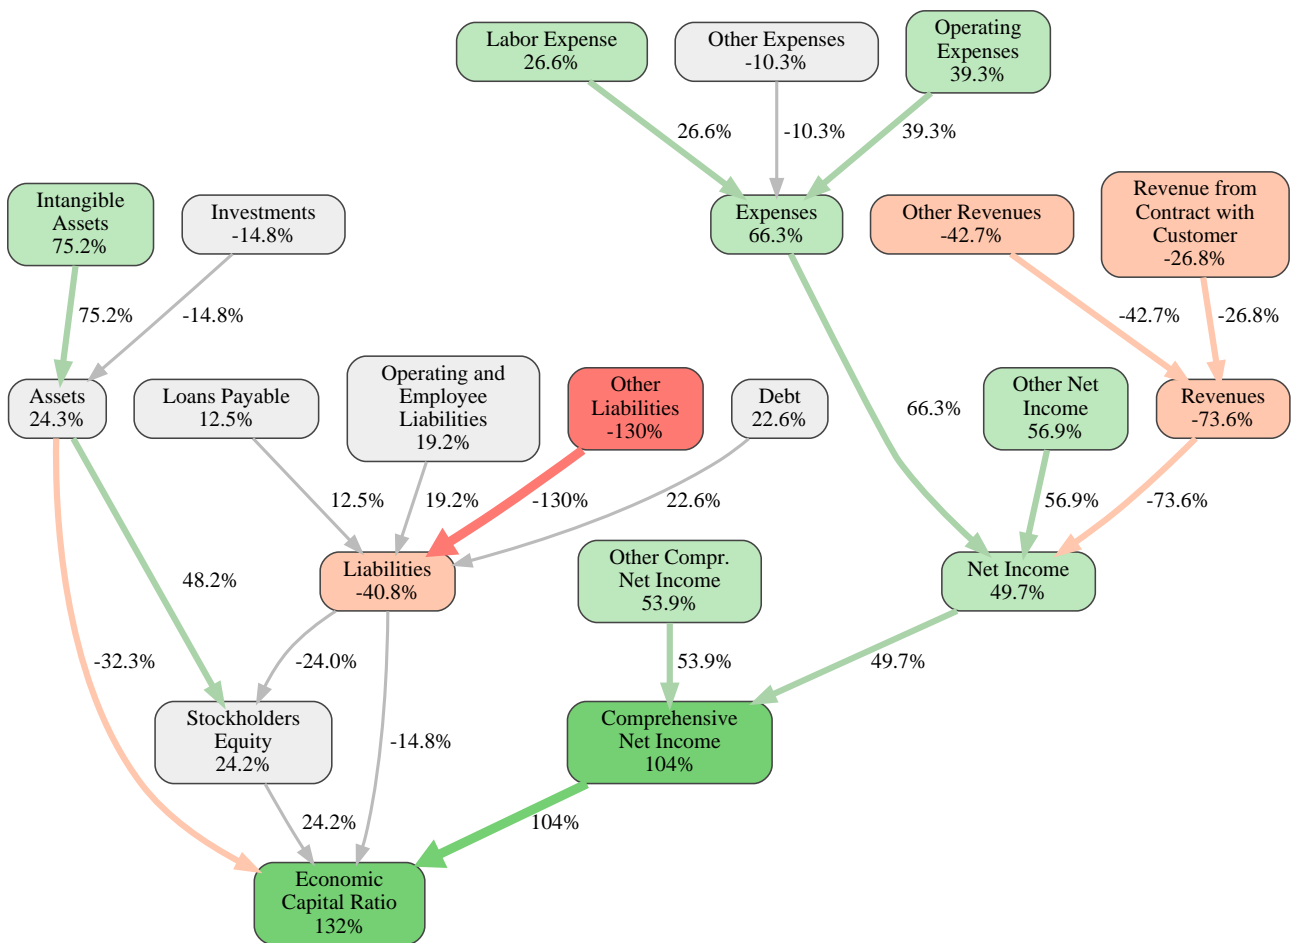 Labor Expense
26.6%
Other Expenses
-10.3%
Operating
Expenses
39.3%
26.6%
-10.3%
39.3%
Intangible
Assets
75.2%
Investments
-14.8%
Expenses
66.3%
Other Revenues
-42.7%
Revenue from
Contract with
Customer
-26.8%
75.2%
-14.8%
-42.7%
-26.8%
Assets
24.3%
Loans Payable
12.5%
Operating and
Employee
Liabilities
19.2%
Other
Liabilities
-130%
Debt
22.6%
66.3%
Other Net
Income
56.9%
Revenues
-73.6%
12.5%
19.2%
-130%
22.6%
56.9%
-73.6%
48.2%
Liabilities
-40.8%
Other Compr.
Net Income
53.9%
Net Income
49.7%
-32.3%
-24.0%
53.9%
49.7%
Stockholders
Equity
24.2%
-14.8%
Comprehensive
Net Income
104%
24.2%
104%
Economic
Capital Ratio
132%